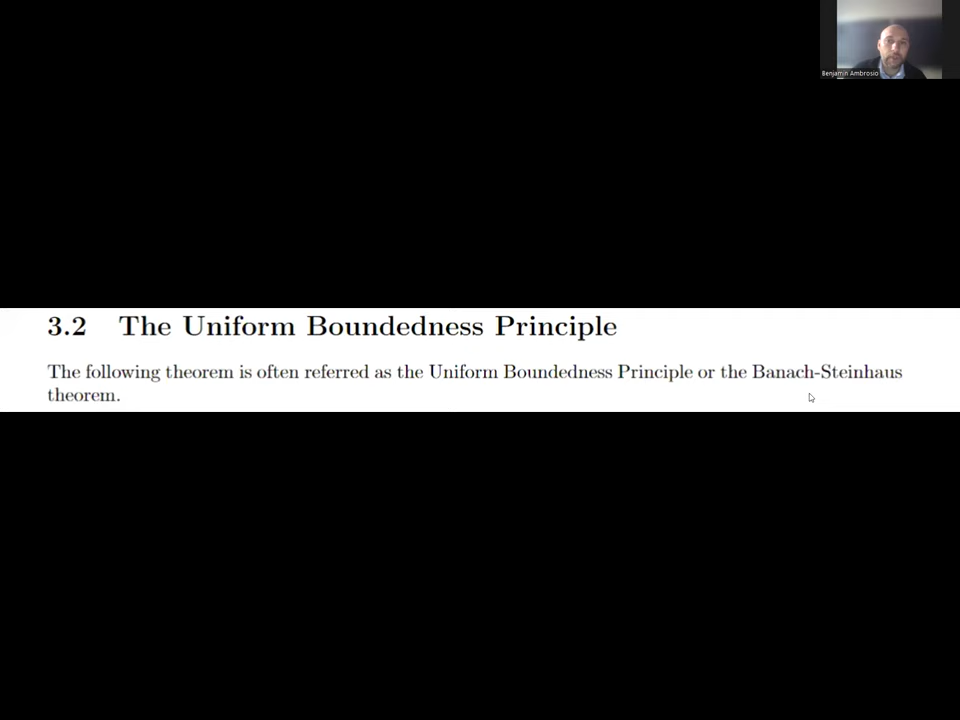 Benjamin Ambrosio
3.2 The Uniform Boundedness Principle
The following theorem is often referred as the Uniform Boundedness Principle or the Banach-Steinhaus
theorem.